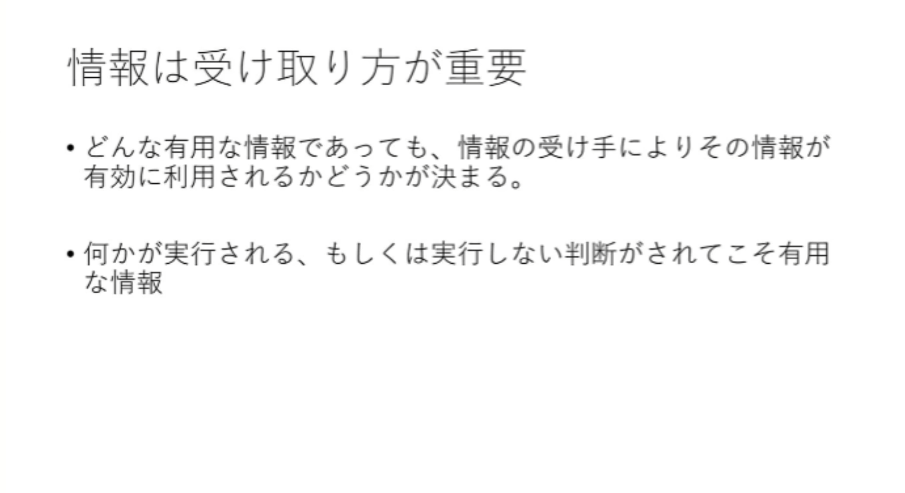 情報は受け取り方が重要
• どんな有用な情報であっても、情報の受け手によりその情報が
有効に利用されるかどうかが決まる。
• 何かが実行される、もしくは実行しない判断がされてこそ有用
な情報